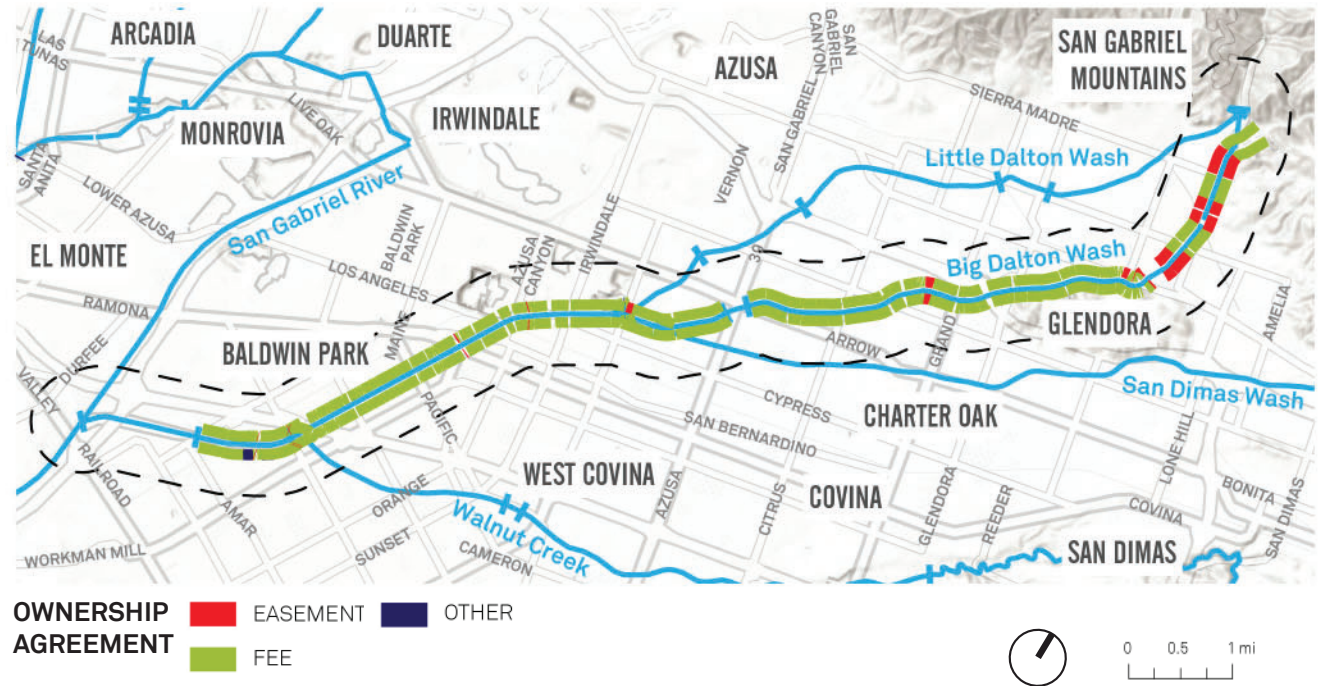 ARCADIA
DUARTE
LAS
TUNAS
MONROVIA
LIVE OAK
IRWINDALE
AZUSA
SAN
GABRIEL
CANYON
SAN GABRIEL
MOUNTAINS
SIERRA MADRE
SANTA
ANITA
LOWER AZUSA
San Gabriel River
VERNON
SAN GABRIEL
Little Dalton Wash
EL MONTE
BALDWIN
PARK
LOS ANGELES
AZUSA
CANYON
IRWINDALE
39
Big Dalton Wash
RAMONA
DURFEE
VALLEY
BALDWIN PARK
MAINE
ARROW
GRAND
GLENDORA
AMELIA
PACIFIC
CYPRESS
CHARTER OAK
San Dimas Wash
SAN BERNARDINO
RAILROAD
AMAR
ORANGE
WEST COVINA
AZUSA
CITRUS
COVINA
GLENDORA
REEDER
LONE HILL
BONITA
COVINA
SAN DIMAS
WORKMAN MILL
SUNSET
Walnut Creek
CAMERON
SAN DIMAS
OWNERSHIP
AGREEMENT
EASEMENT
OTHER
FEE
0 0.5 1 mi